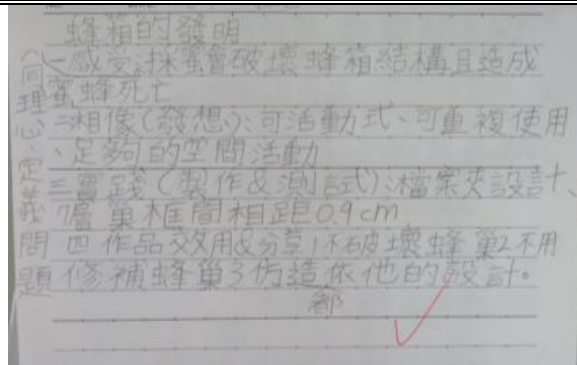 蜂箱的發明
一感受:採蜜會破壞蜂箱結構且造成
蜜蜂死亡
二相像(發想):可活動式、可重複使用
、足夠的空間活動
三實踐(製作&測試):檔案夾設計、
層巢框間相距0.9cm
四作品效用&分享1不破壞蜂巢2不用
修補蜂巢3仿造依他的設計。
都
(同理心、定義問題